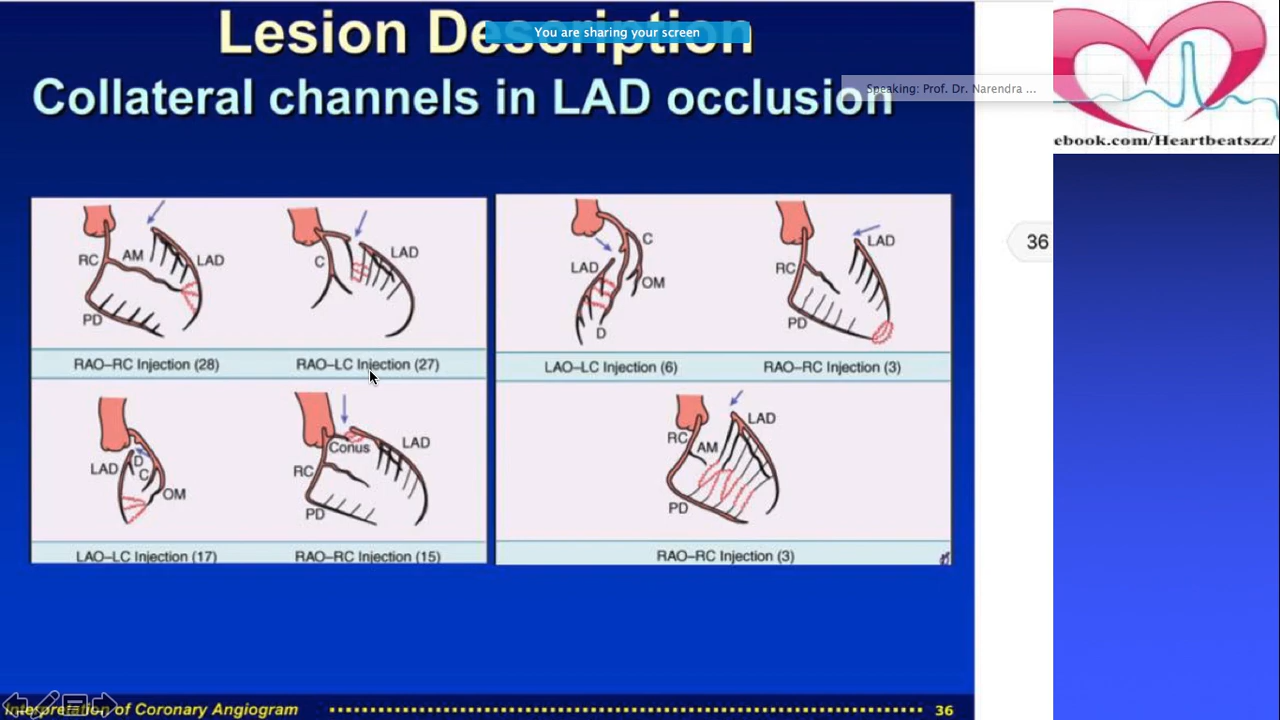 Lesion Description
You are sharing your screen
Collateral channels in LAD occlusion
Speaking: Prof. Dr. Narendra ...
ebook.com/Heartbeatszz/
36
RC
AM
LAD
PD
RAO–RC Injection (28)
C
LAD
RAO–LC Injection (27)
LAD
D
C
OM
LAO–LC Injection (17)
Conus
LAD
RC
PD
RAO–RC Injection (15)
C
LAD
OM
D
LAO–LC Injection (6)
LAD
RC
PD
RAO–RC Injection (3)
LAD
RC
AM
PD
RAO–RC Injection (3)
Interpretation of Coronary Angiogram
36